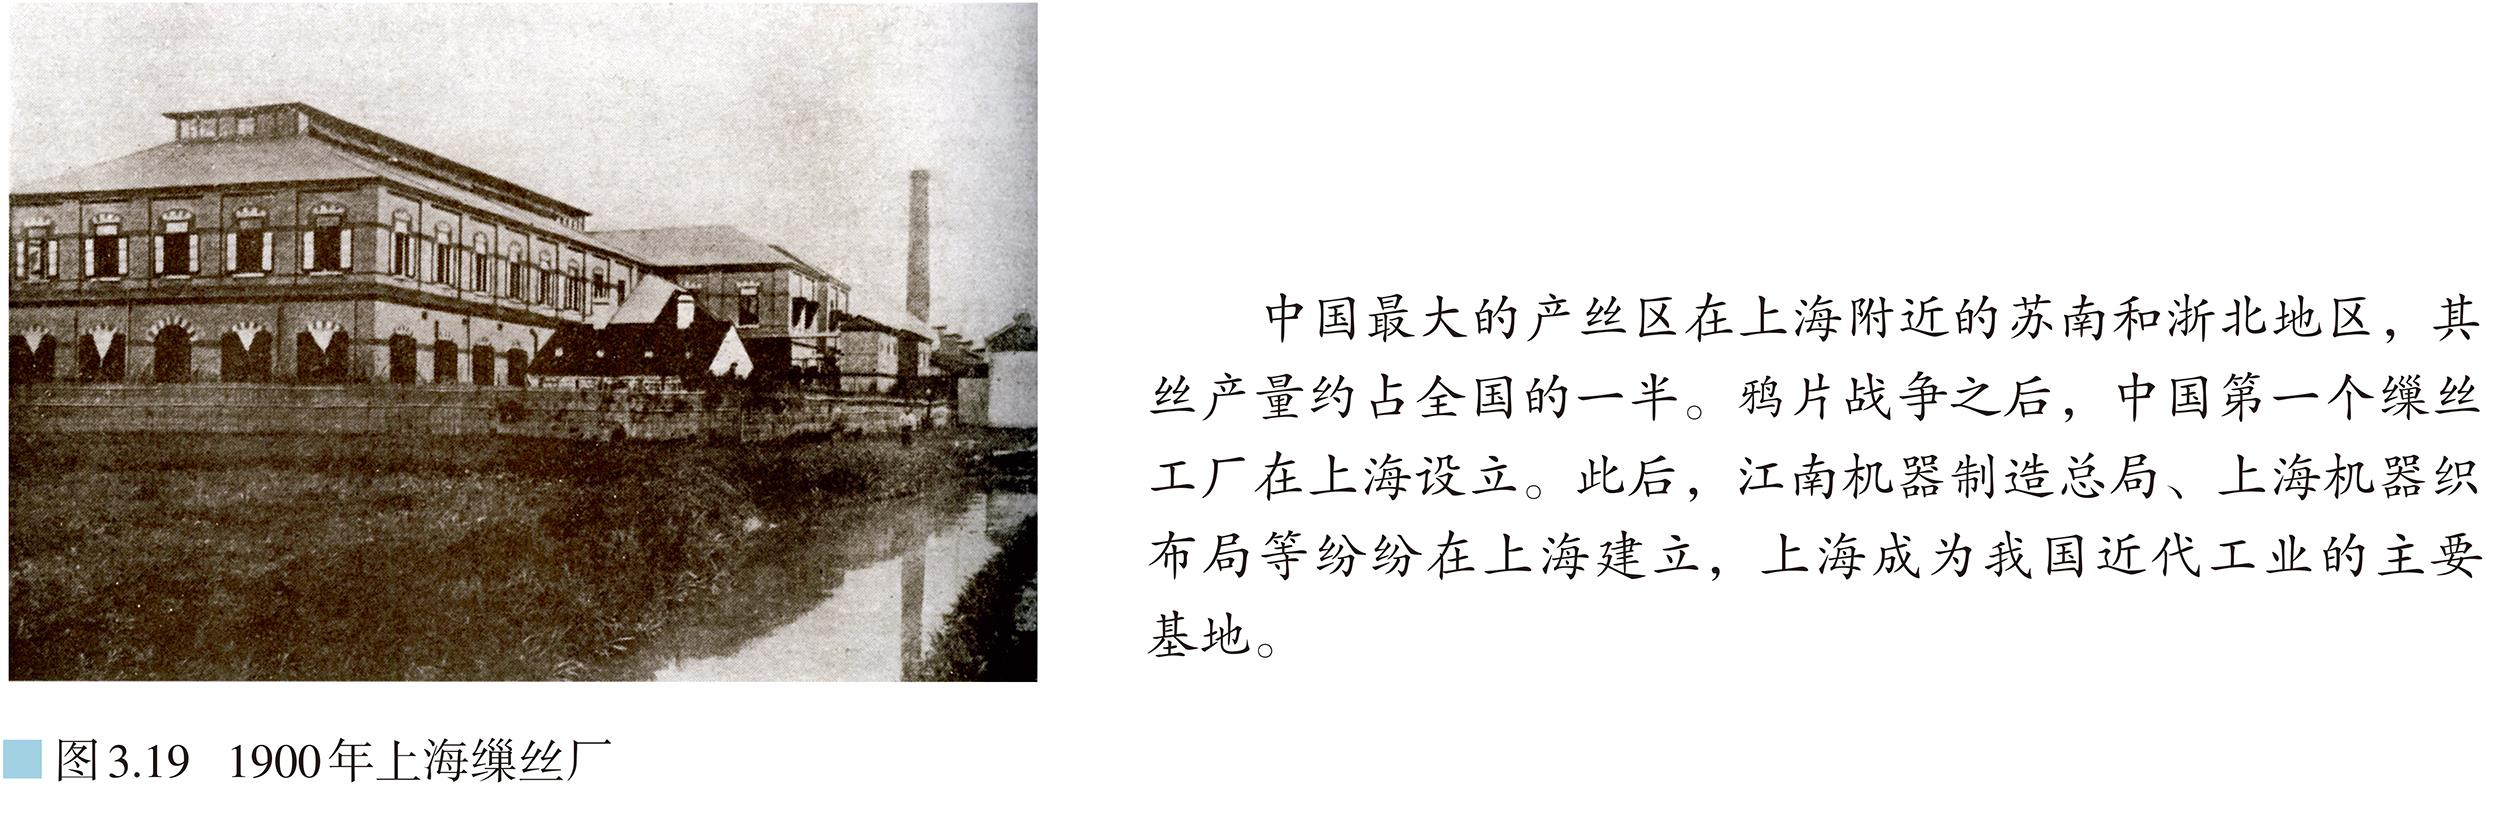 中国最大的产丝区在上海附近的苏南和浙北地区，其
丝产量约占全国的一半。鸦片战争之后，中国第一个缫丝
工厂在上海设立。此后，江南机器制造总局、上海机器织
布局等纷纷在上海建立，上海成为我国近代工业的主要
基地。
图3.19 1900年上海缫丝厂